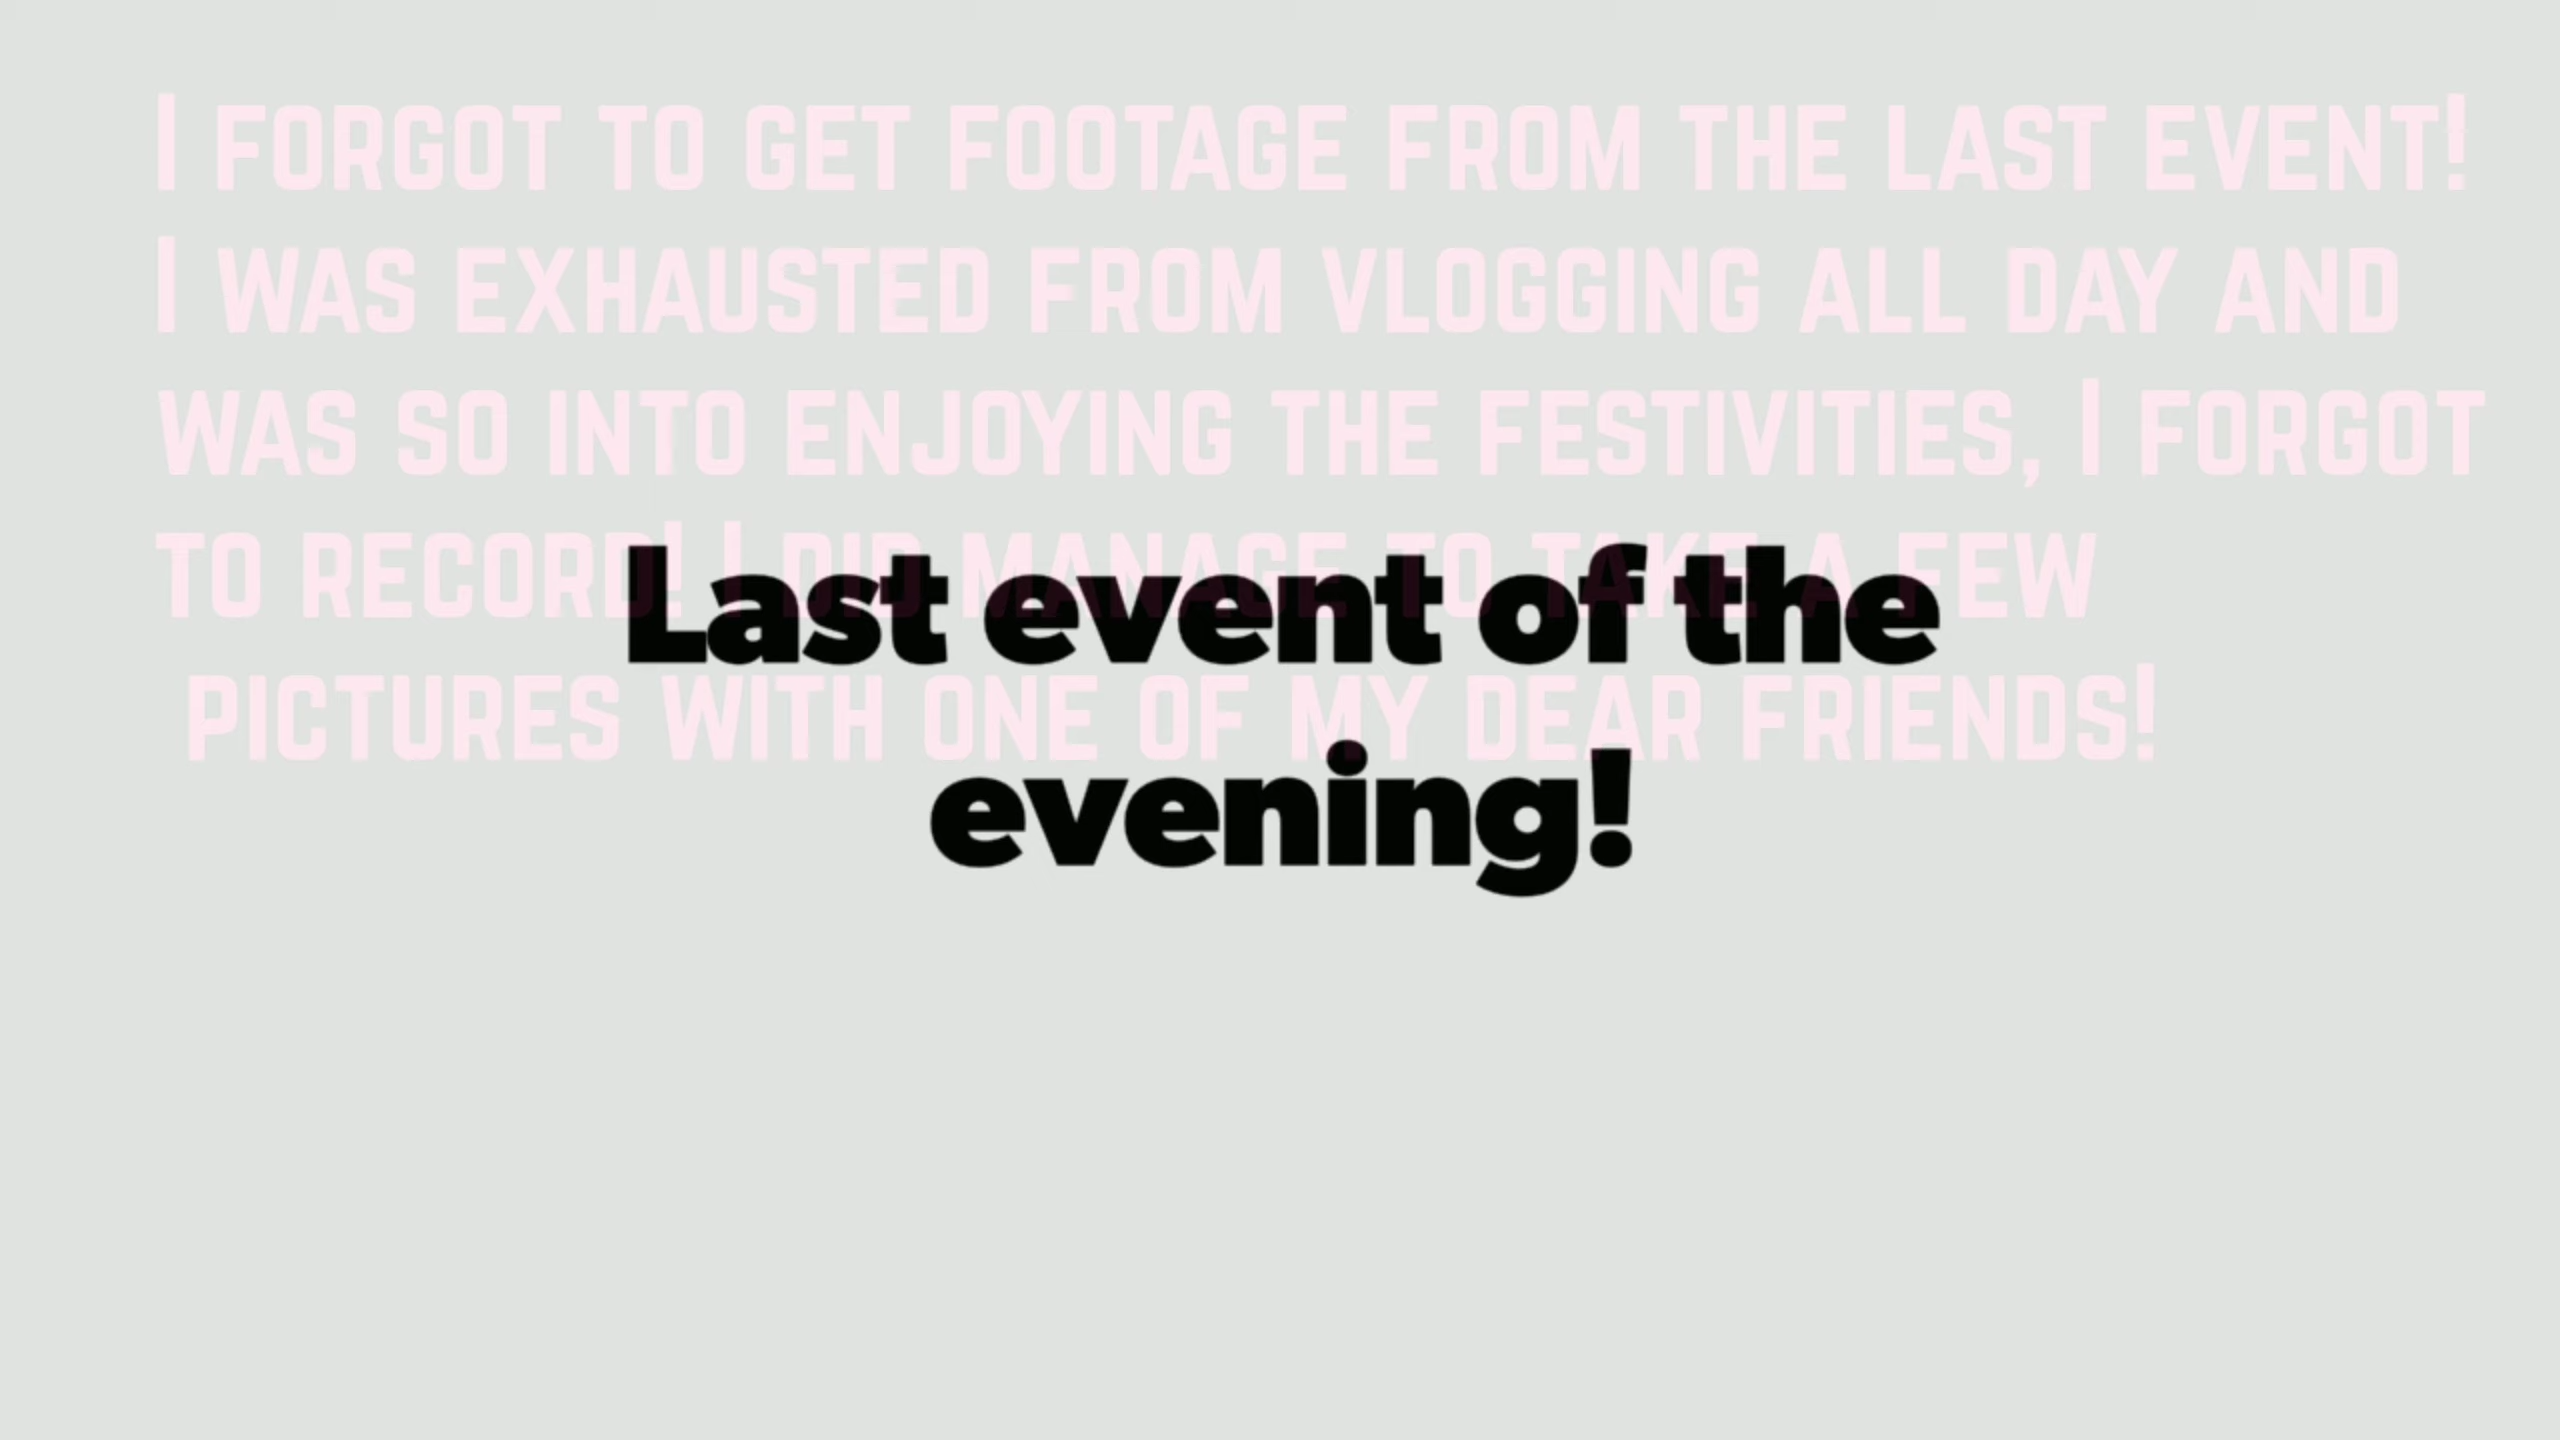 I FORGOT TO GET FOOTAGE FROM THE LAST EVENT!
I WAS EXHAUSTED FROM VLOGGING ALL DAY AND
WAS SO INTO ENJOYING THE FESTIVITIES, I FORGOT
TO RECORD! I DID MANAGE TO TAKE A FEW
PICTURES WITH ONE OF MY DEAR FRIENDS!
Last event of the
evening!